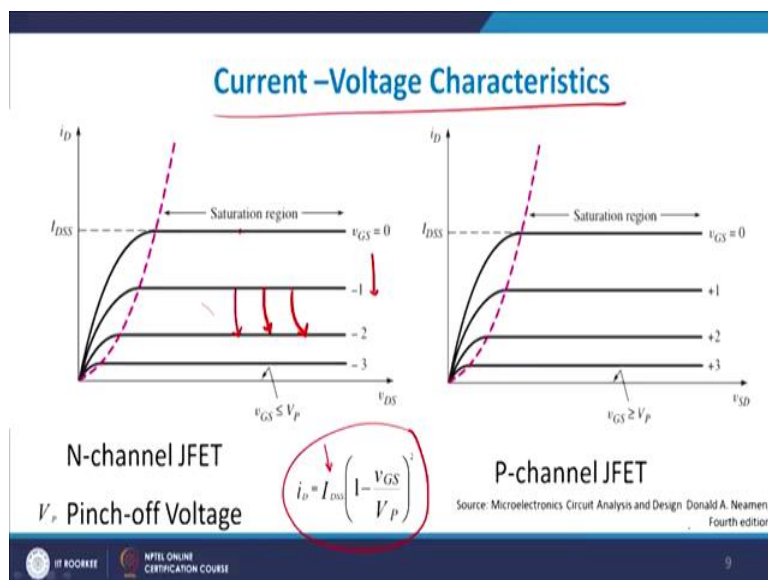 Current –Voltage Characteristics
i_D
I_DSS
Saturation region
v_GS = 0
−1
−2
−3
v_DS
v_GS ≤ V_P
i_D
I_DSS
Saturation region
v_GS = 0
+1
+2
+3
v_SD
v_GS ≥ V_P
N-channel JFET
V_P Pinch-off Voltage
i_D = I_DSS (1 − v_GS / V_P)²
P-channel JFET
Source: Microelectronics Circuit Analysis and Design Donald A. Neamen,
Fourth edition
IIT ROORKEE
NPTEL ONLINE
CERTIFICATION COURSE
9